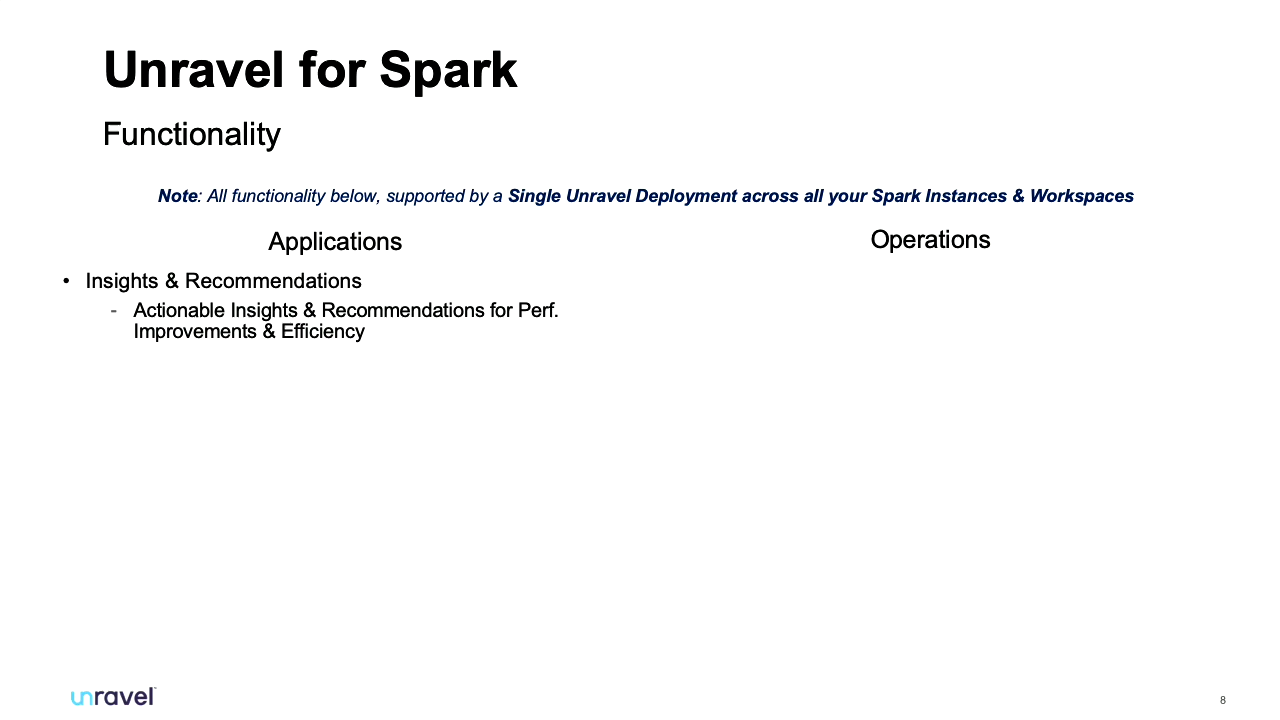 Unravel for Spark
Functionality
Note: All functionality below, supported by a Single Unravel Deployment across all your Spark Instances & Workspaces
Applications
Operations
• Insights & Recommendations
- Actionable Insights & Recommendations for Perf.
Improvements & Efficiency
unravel™
8